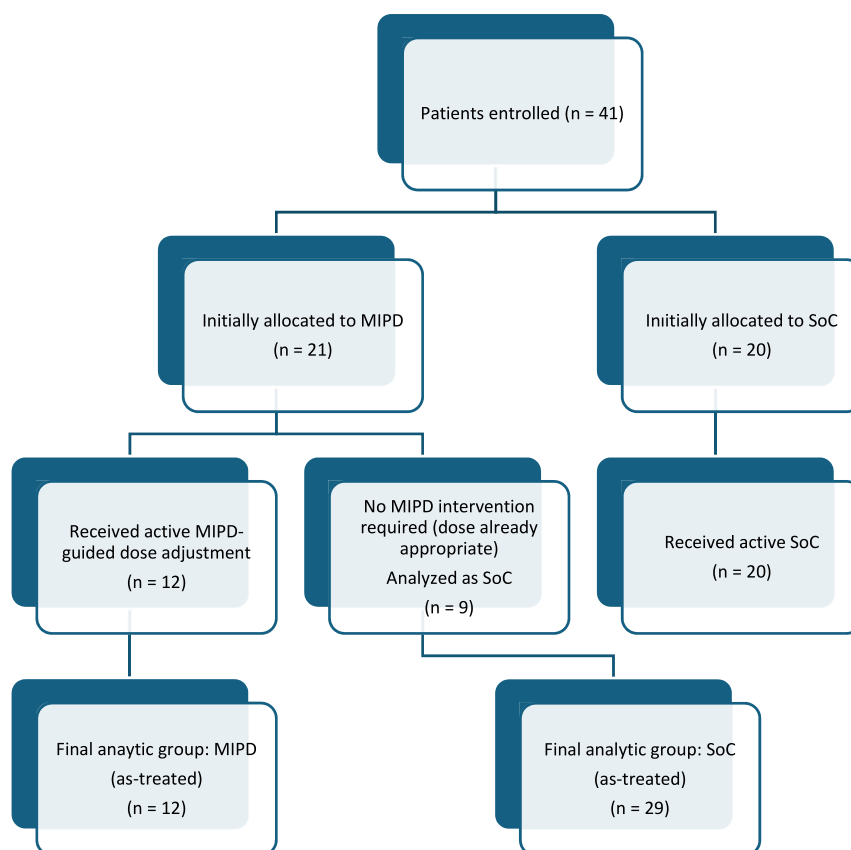 Patients entrolled (n = 41)
Initially allocated to MIPD
(n = 21)
Initially allocated to SoC
(n = 20)
Received active MIPD-
guided dose adjustment
(n = 12)
No MIPD intervention
required (dose already
appropriate)
Analyzed as SoC
(n = 9)
Received active SoC
(n = 20)
Final anaytic group: MIPD
(as-treated)
(n = 12)
Final analytic group: SoC
(as-treated)
(n = 29)